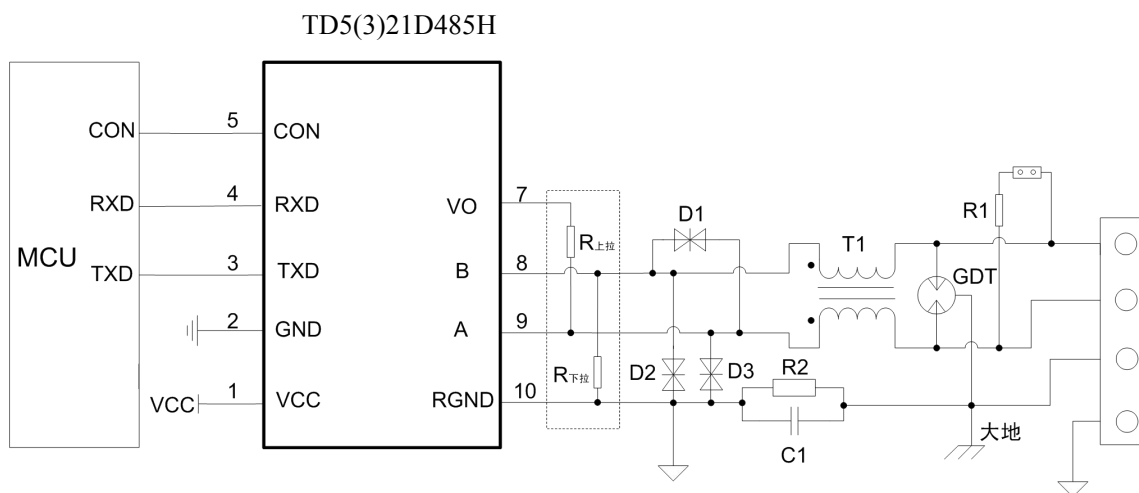 TD5(3)21D485H
MCU
CON
RXD
TXD
VCC
5
4
3
2
1
CON
RXD
TXD
GND
VCC
VO
B
A
RGND
7
8
9
10
R上拉
R下拉
D1
D2
D3
T1
R2
C1
GDT
R1
大地